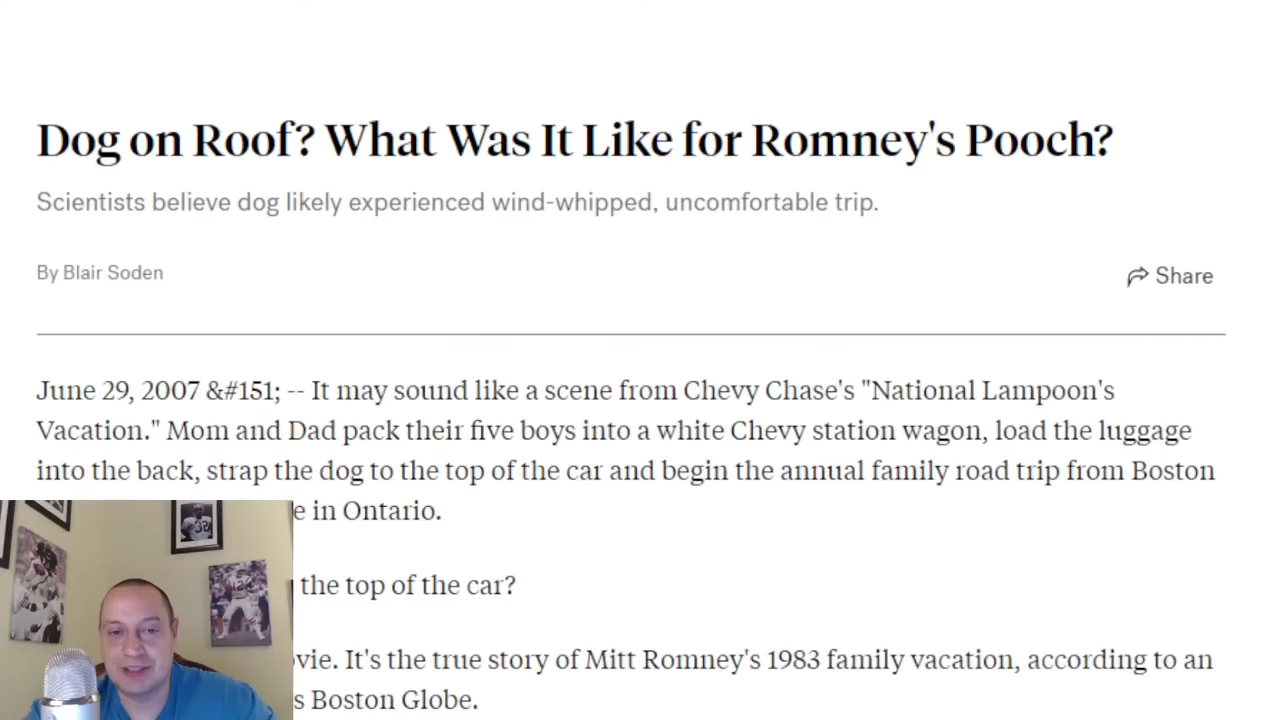 Dog on Roof? What Was It Like for Romney's Pooch?
Scientists believe dog likely experienced wind-whipped, uncomfortable trip.
By Blair Soden
Share
June 29, 2007 &#151; -- It may sound like a scene from Chevy Chase's "National Lampoon's
Vacation." Mom and Dad pack their five boys into a white Chevy station wagon, load the luggage
into the back, strap the dog to the top of the car and begin the annual family road trip from Boston
e in Ontario.
the top of the car?
vie. It's the true story of Mitt Romney's 1983 family vacation, according to an
s Boston Globe.
32